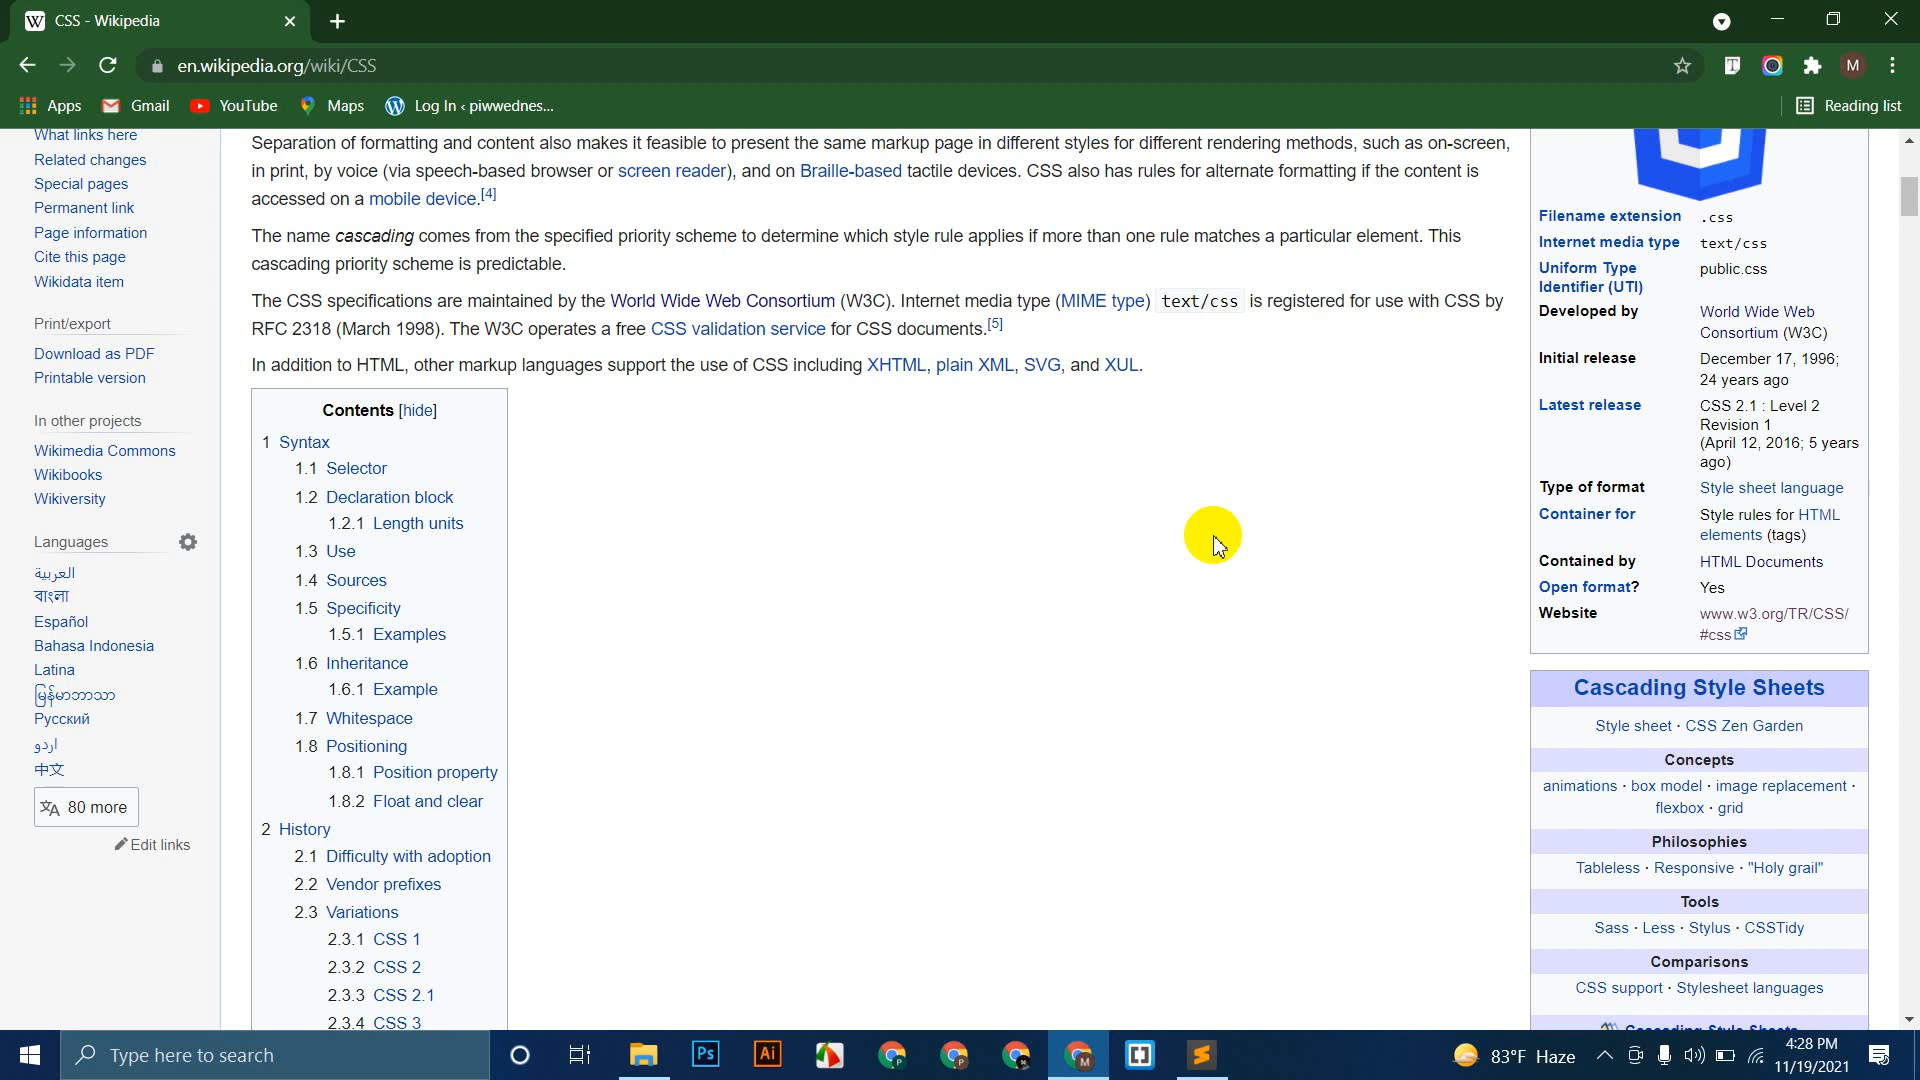 CSS - Wikipedia
en.wikipedia.org/wiki/CSS
M
Apps
Gmail
YouTube
Maps
Log In ‹ piwwednes...
Reading list
What links here
Related changes
Special pages
Permanent link
Page information
Cite this page
Wikidata item
Print/export
Download as PDF
Printable version
In other projects
Wikimedia Commons
Wikibooks
Wikiversity
Languages
العربية
বাংলা
Español
Bahasa Indonesia
Latina
မြန်မာဘာသာ
Русский
اردو
中文
80 more
Edit links
Separation of formatting and content also makes it feasible to present the same markup page in different styles for different rendering methods, such as on-screen,
in print, by voice (via speech-based browser or screen reader), and on Braille-based tactile devices. CSS also has rules for alternate formatting if the content is
accessed on a mobile device.[4]
The name cascading comes from the specified priority scheme to determine which style rule applies if more than one rule matches a particular element. This
cascading priority scheme is predictable.
The CSS specifications are maintained by the World Wide Web Consortium (W3C). Internet media type (MIME type) text/css is registered for use with CSS by
RFC 2318 (March 1998). The W3C operates a free CSS validation service for CSS documents.[5]
In addition to HTML, other markup languages support the use of CSS including XHTML, plain XML, SVG, and XUL.
Contents [hide]
1 Syntax
1.1 Selector
1.2 Declaration block
1.2.1 Length units
1.3 Use
1.4 Sources
1.5 Specificity
1.5.1 Examples
1.6 Inheritance
1.6.1 Example
1.7 Whitespace
1.8 Positioning
1.8.1 Position property
1.8.2 Float and clear
2 History
2.1 Difficulty with adoption
2.2 Vendor prefixes
2.3 Variations
2.3.1 CSS 1
2.3.2 CSS 2
2.3.3 CSS 2.1
2.3.4 CSS 3
Filename extension .css
Internet media type text/css
Uniform Type public.css
Identifier (UTI)
Developed by World Wide Web
Consortium (W3C)
Initial release December 17, 1996;
24 years ago
Latest release CSS 2.1 : Level 2
Revision 1
(April 12, 2016; 5 years
ago)
Type of format Style sheet language
Container for Style rules for HTML
elements (tags)
Contained by HTML Documents
Open format? Yes
Website www.w3.org/TR/CSS/
#css
Cascading Style Sheets
Style sheet · CSS Zen Garden
Concepts
animations · box model · image replacement ·
flexbox · grid
Philosophies
Tableless · Responsive · "Holy grail"
Tools
Sass · Less · Stylus · CSSTidy
Comparisons
CSS support · Stylesheet languages
Cascading Style Sheets
Type here to search
Ps
Ai
83°F Haze
4:28 PM
11/19/2021